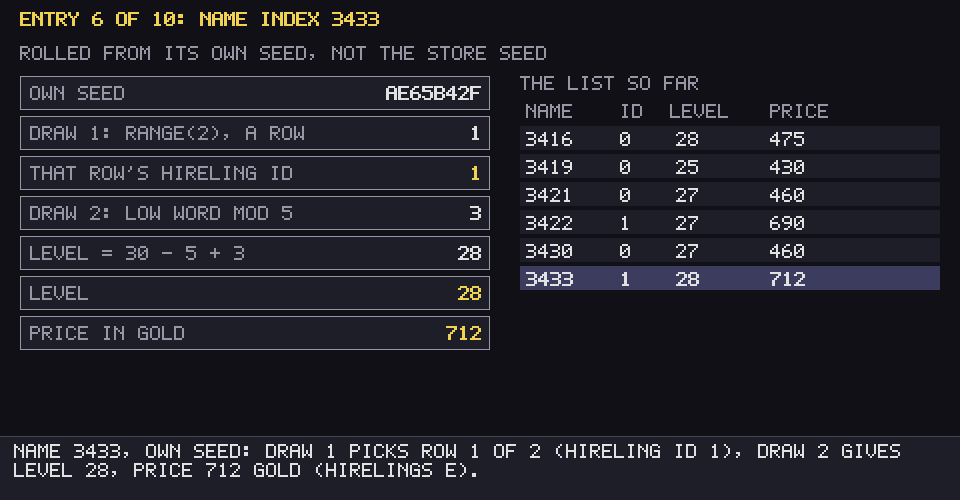 ENTRY 6 OF 10: NAME INDEX 3433
ROLLED FROM ITS OWN SEED, NOT THE STORE SEED
OWN SEED AE65B42F
DRAW 1: RANGE(2), A ROW 1
THAT ROW'S HIRELING ID 1
DRAW 2: LOW WORD MOD 5 3
LEVEL = 30 - 5 + 3 28
LEVEL 28
PRICE IN GOLD 712
THE LIST SO FAR
NAME ID LEVEL PRICE
3416 0 28 475
3419 0 25 430
3421 0 27 460
3422 1 27 690
3430 0 27 460
3433 1 28 712
NAME 3433, OWN SEED: DRAW 1 PICKS ROW 1 OF 2 (HIRELING ID 1), DRAW 2 GIVES
LEVEL 28, PRICE 712 GOLD (HIRELINGS E).